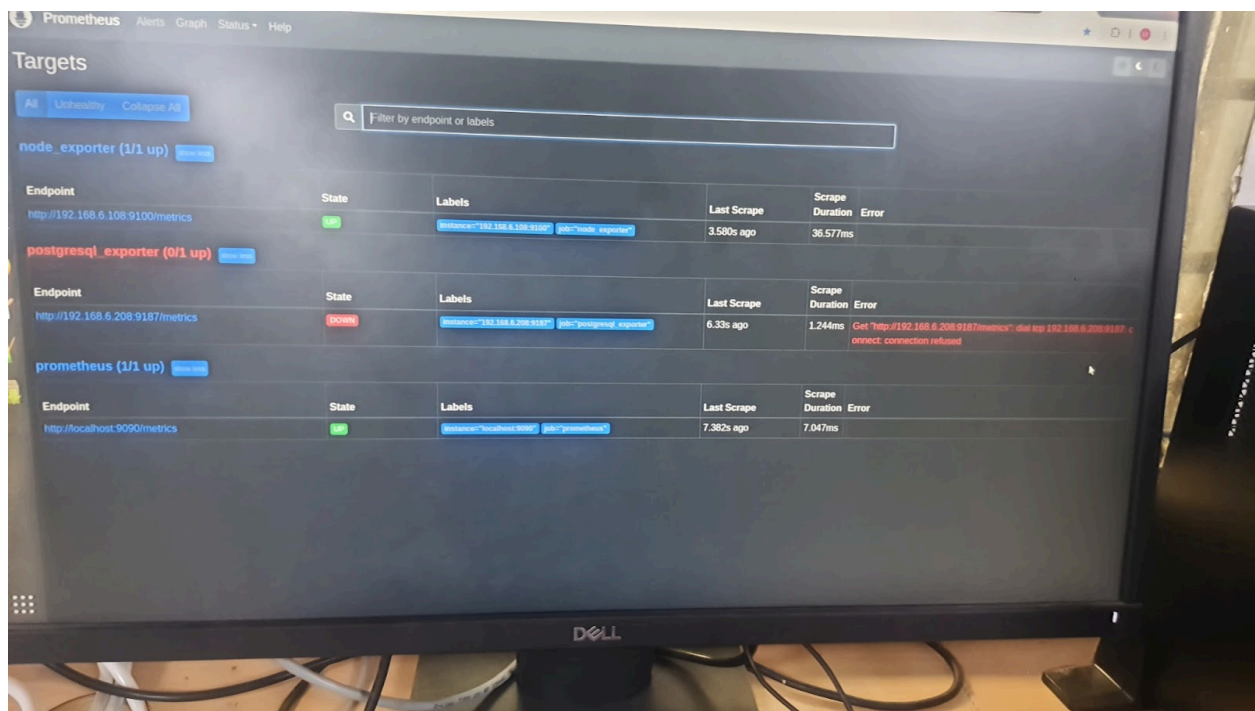 Prometheus Alerts Graph Status Help
Targets
All Unhealthy Collapse All
Filter by endpoint or labels
node_exporter (1/1 up) show less
Endpoint State Labels Last Scrape Scrape Duration Error
http://192.168.6.108:9100/metrics UP instance="192.168.6.108:9100" job="node_exporter" 3.580s ago 36.577ms
postgresql_exporter (0/1 up) show less
Endpoint State Labels Last Scrape Scrape Duration Error
http://192.168.6.208:9187/metrics DOWN instance="192.168.6.208:9187" job="postgresql_exporter" 6.33s ago 1.244ms Get "http://192.168.6.208:9187/metrics": dial tcp 192.168.6.208:9187: c
onnect: connection refused
prometheus (1/1 up) show less
Endpoint State Labels Last Scrape Scrape Duration Error
http://localhost:9090/metrics UP instance="localhost:9090" job="prometheus" 7.382s ago 7.047ms
DELL